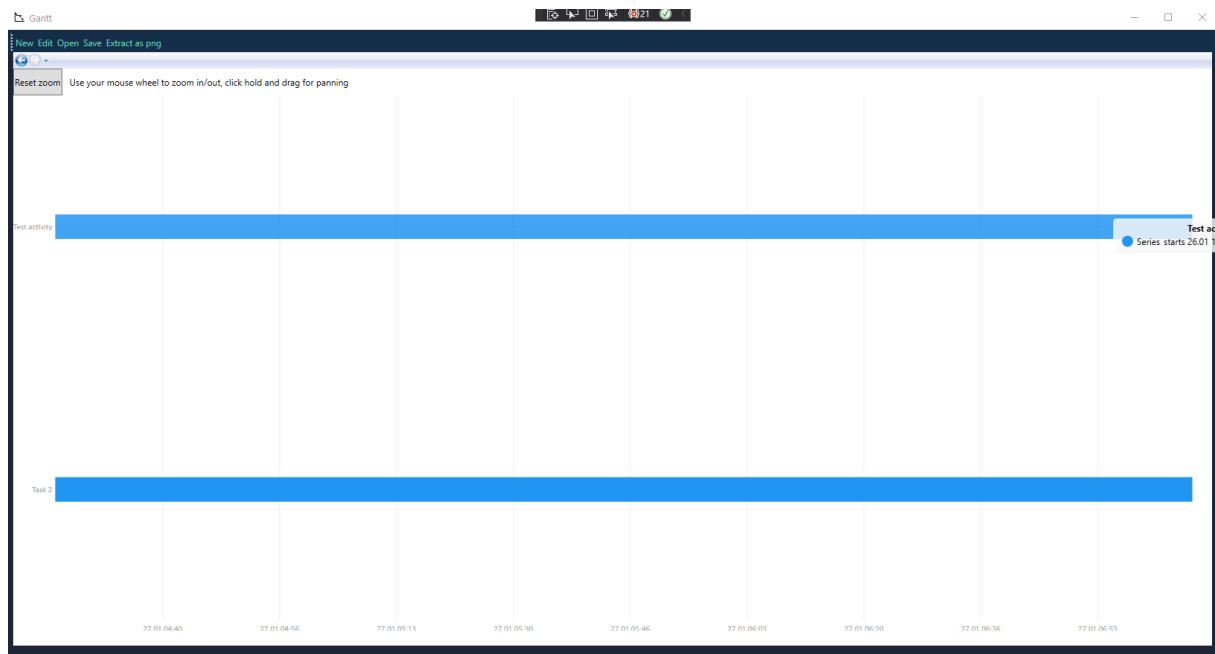 Gantt
21
New Edit Open Save Extract as png
Reset zoom Use your mouse wheel to zoom in/out, click hold and drag for panning
Test activity
Test ac
Series starts 26.01 1
Task 2
27.01 04:40 27.01 04:56 27.01 05:13 27.01 05:30 27.01 05:46 27.01 06:03 27.01 06:20 27.01 06:36 27.01 06:53